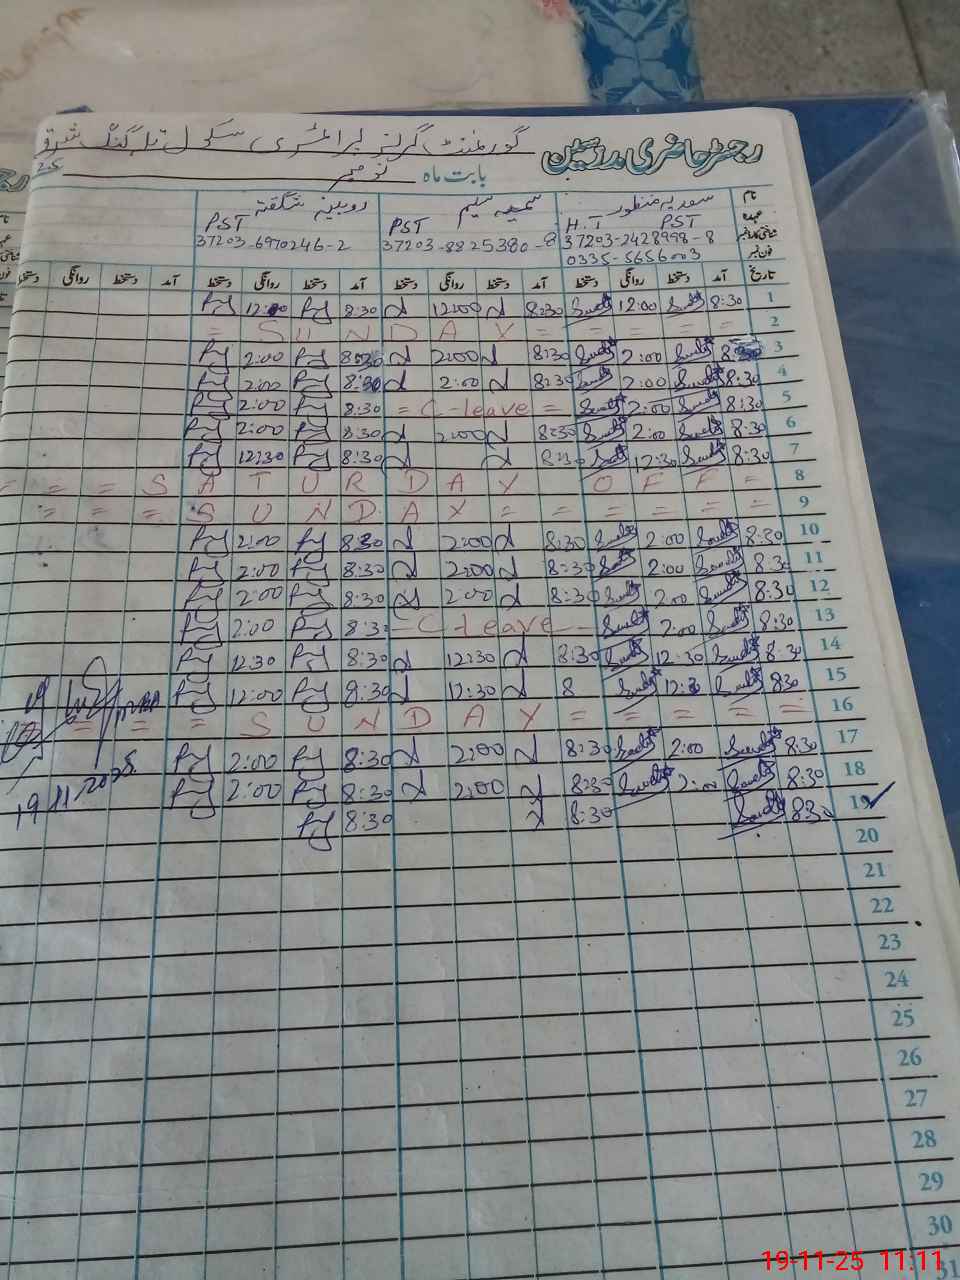 رجسٹر حاضری مدرسین گورنمنٹ گرلز پرائمری سکول تلہ گنگ شرقی
بابت ماہ نومبر 25
نام سعدیہ منظور سمیعہ سلیم روبینہ شگفتہ
عہدہ H.T PST PST PST
شناختی کارڈ نمبر 37203-2428998-8 37203-8825380-8 37203-6970246-2
فون نمبر 0335-5656003
تاریخ آمد دستخط روانگی دستخط آمد دستخط روانگی دستخط آمد دستخط روانگی دستخط آمد دستخط روانگی دستخط
1 8:30 12:00 8:30 12:00 8:30 12:00
2 = SUNDAY = = = = =
3 8:30 2:00 8:30 2:00 8:30 2:00
4 8:30 2:00 8:30 2:00 8:30 2:00
5 8:30 2:00 = C-leave = 8:30 2:00
6 8:30 2:00 8:30 2:00 8:30 2:00
7 8:30 12:30 8:30 8:30 12:30
8 = = = SATURDAY OFF =
9 = = = SUNDAY = = = = = =
10 8:30 2:00 8:30 2:00 8:30 2:00
11 8:30 2:00 8:30 2:00 8:30 2:00
12 8:30 2:00 8:30 2:00 8:30 2:00
13 8:30 2:00 - C-leave - 8:30 2:00
14 8:30 12:30 8:30 12:30 8:30 12:30
15 8:30 12:30 8 12:30 8:30 12:00
16 = = = SUNDAY = = = = =
17 8:30 2:00 8:30 2:00 8:30 2:00
18 8:30 2:00 8:30 2:00 8:30 2:00
19 8:30 8:30 8:30
19 11 2025
20
21
22
23
24
25
26
27
28
29
30
31
19-11-25 11:11